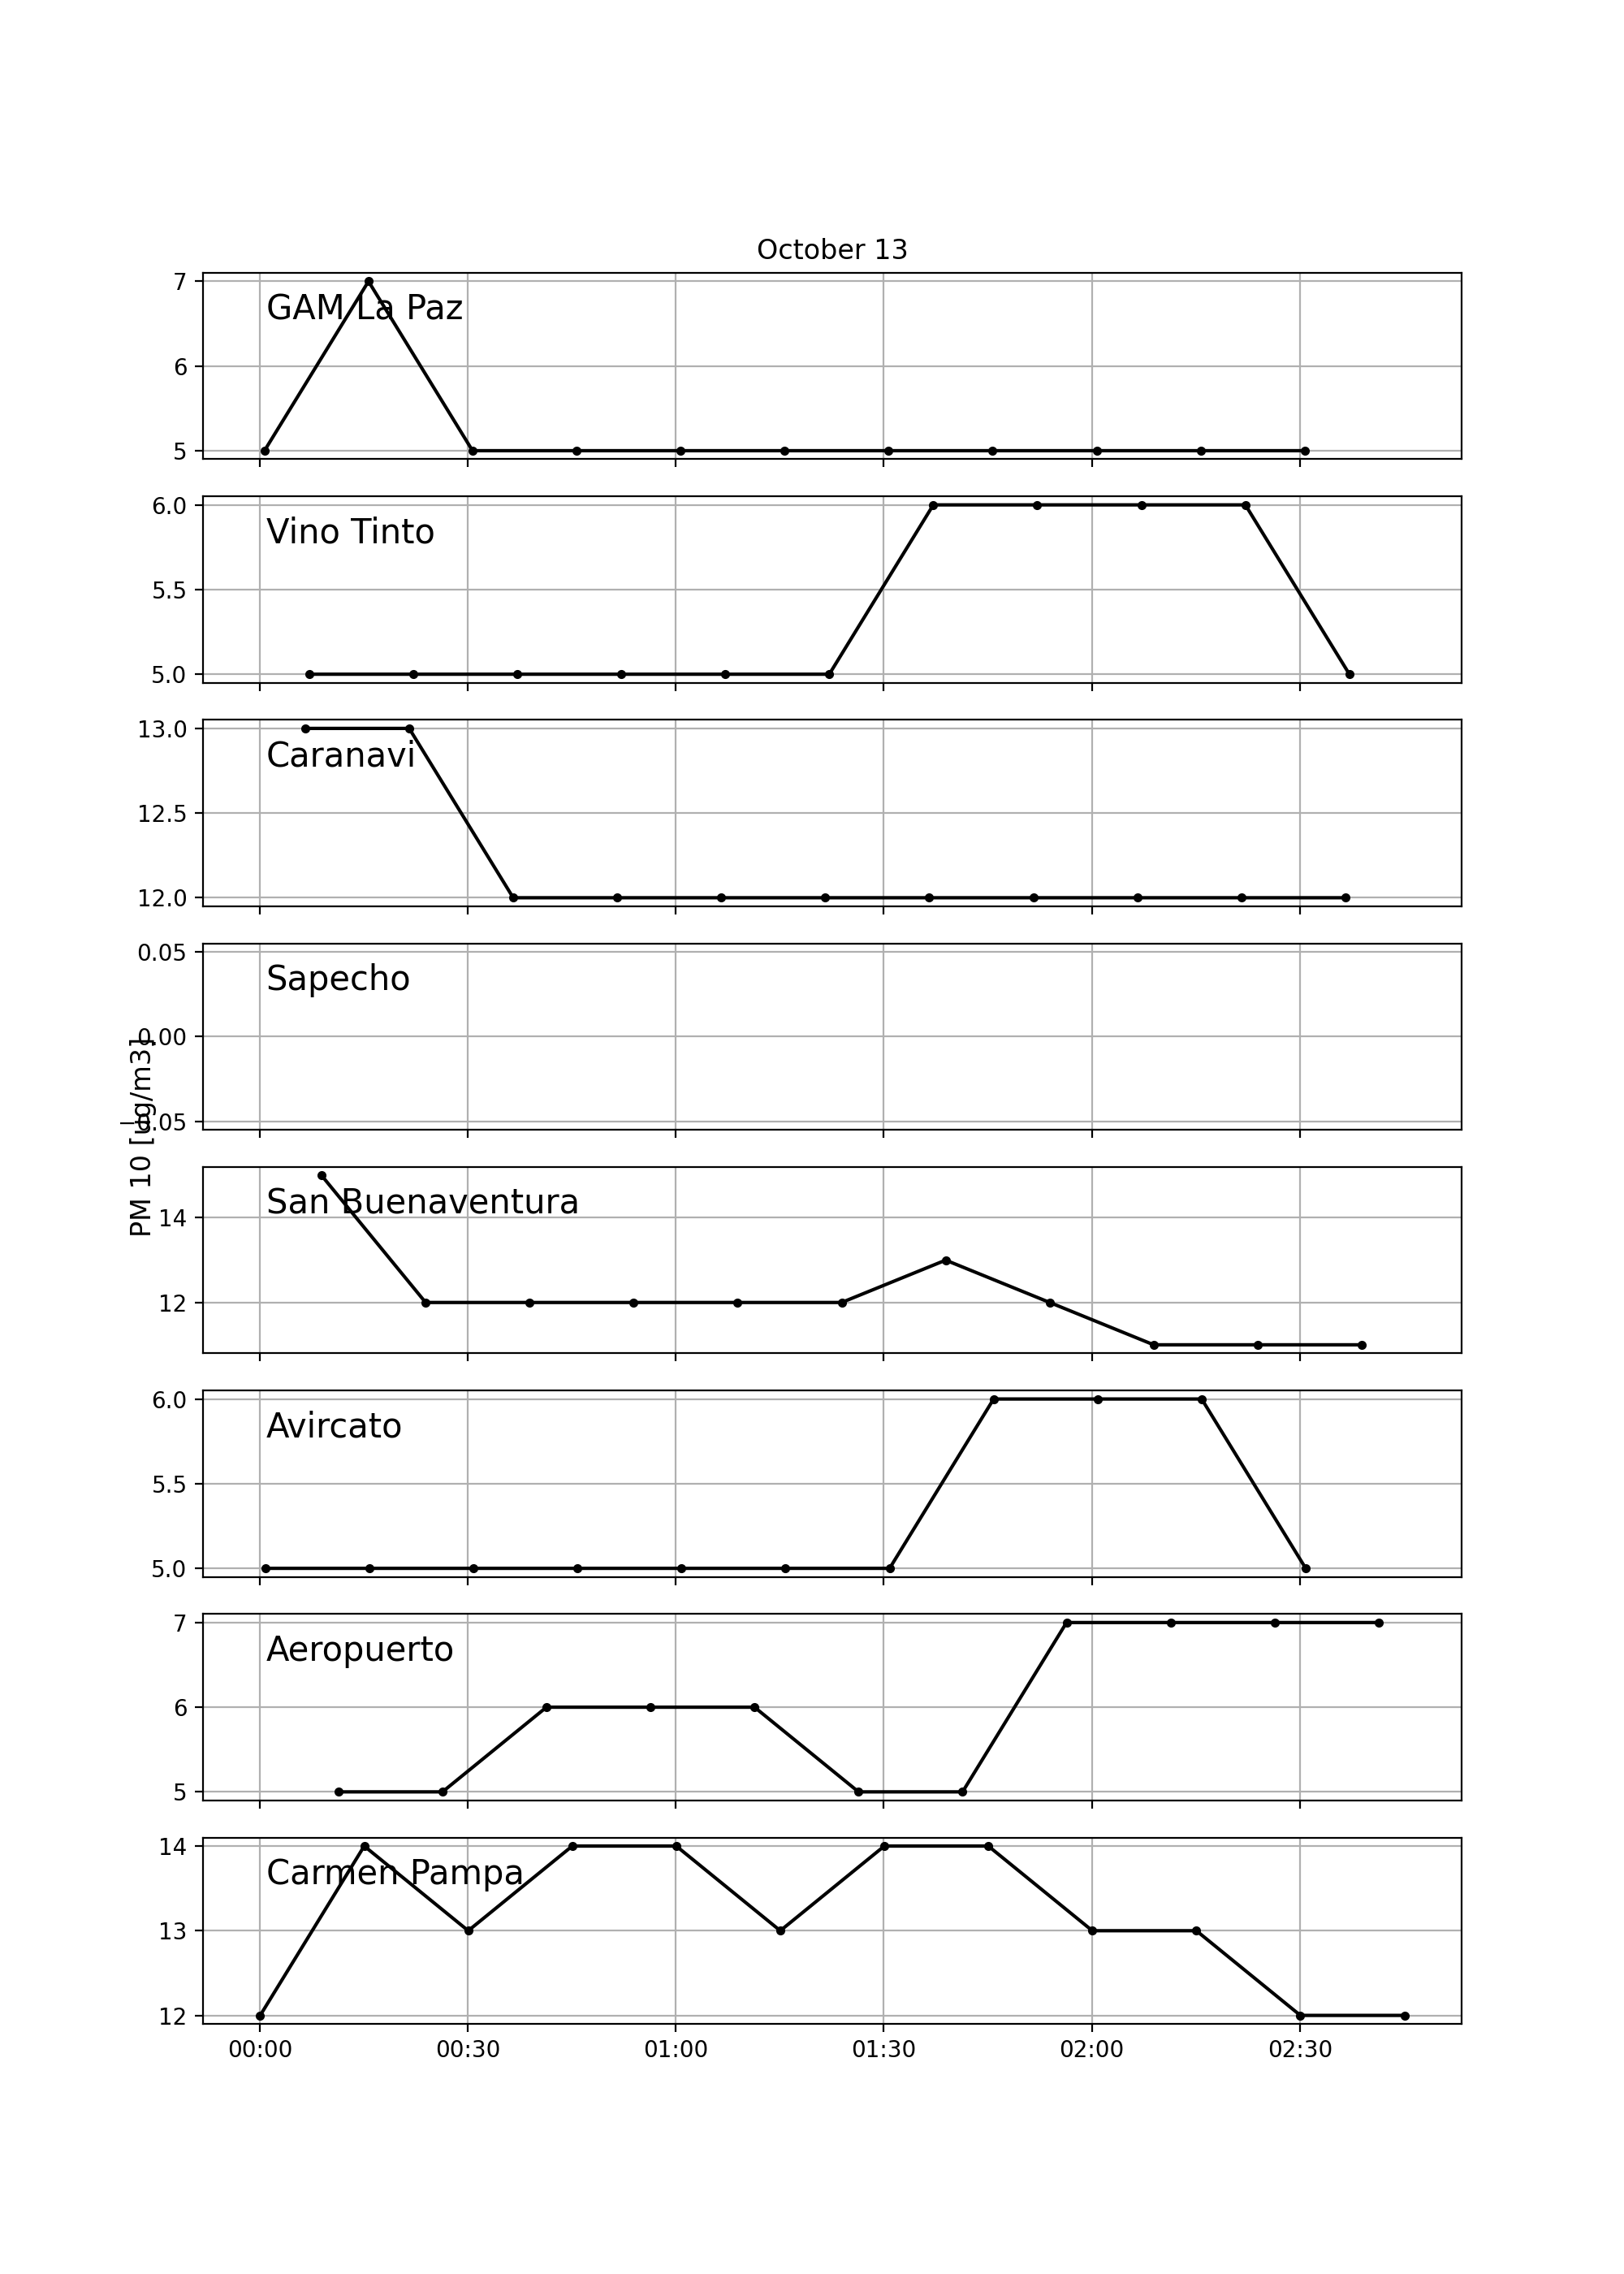 October 13
7
GAM La Paz
6
5
6.0
Vino Tinto
5.5
5.0
13.0
Caranavi
12.5
12.0
0.05
Sapecho
0.00
−0.05
PM 10 [ug/m3]
San Buenaventura
14
12
6.0
Avircato
5.5
5.0
7
Aeropuerto
6
5
14
Carmen Pampa
13
12
00:00 00:30 01:00 01:30 02:00 02:30